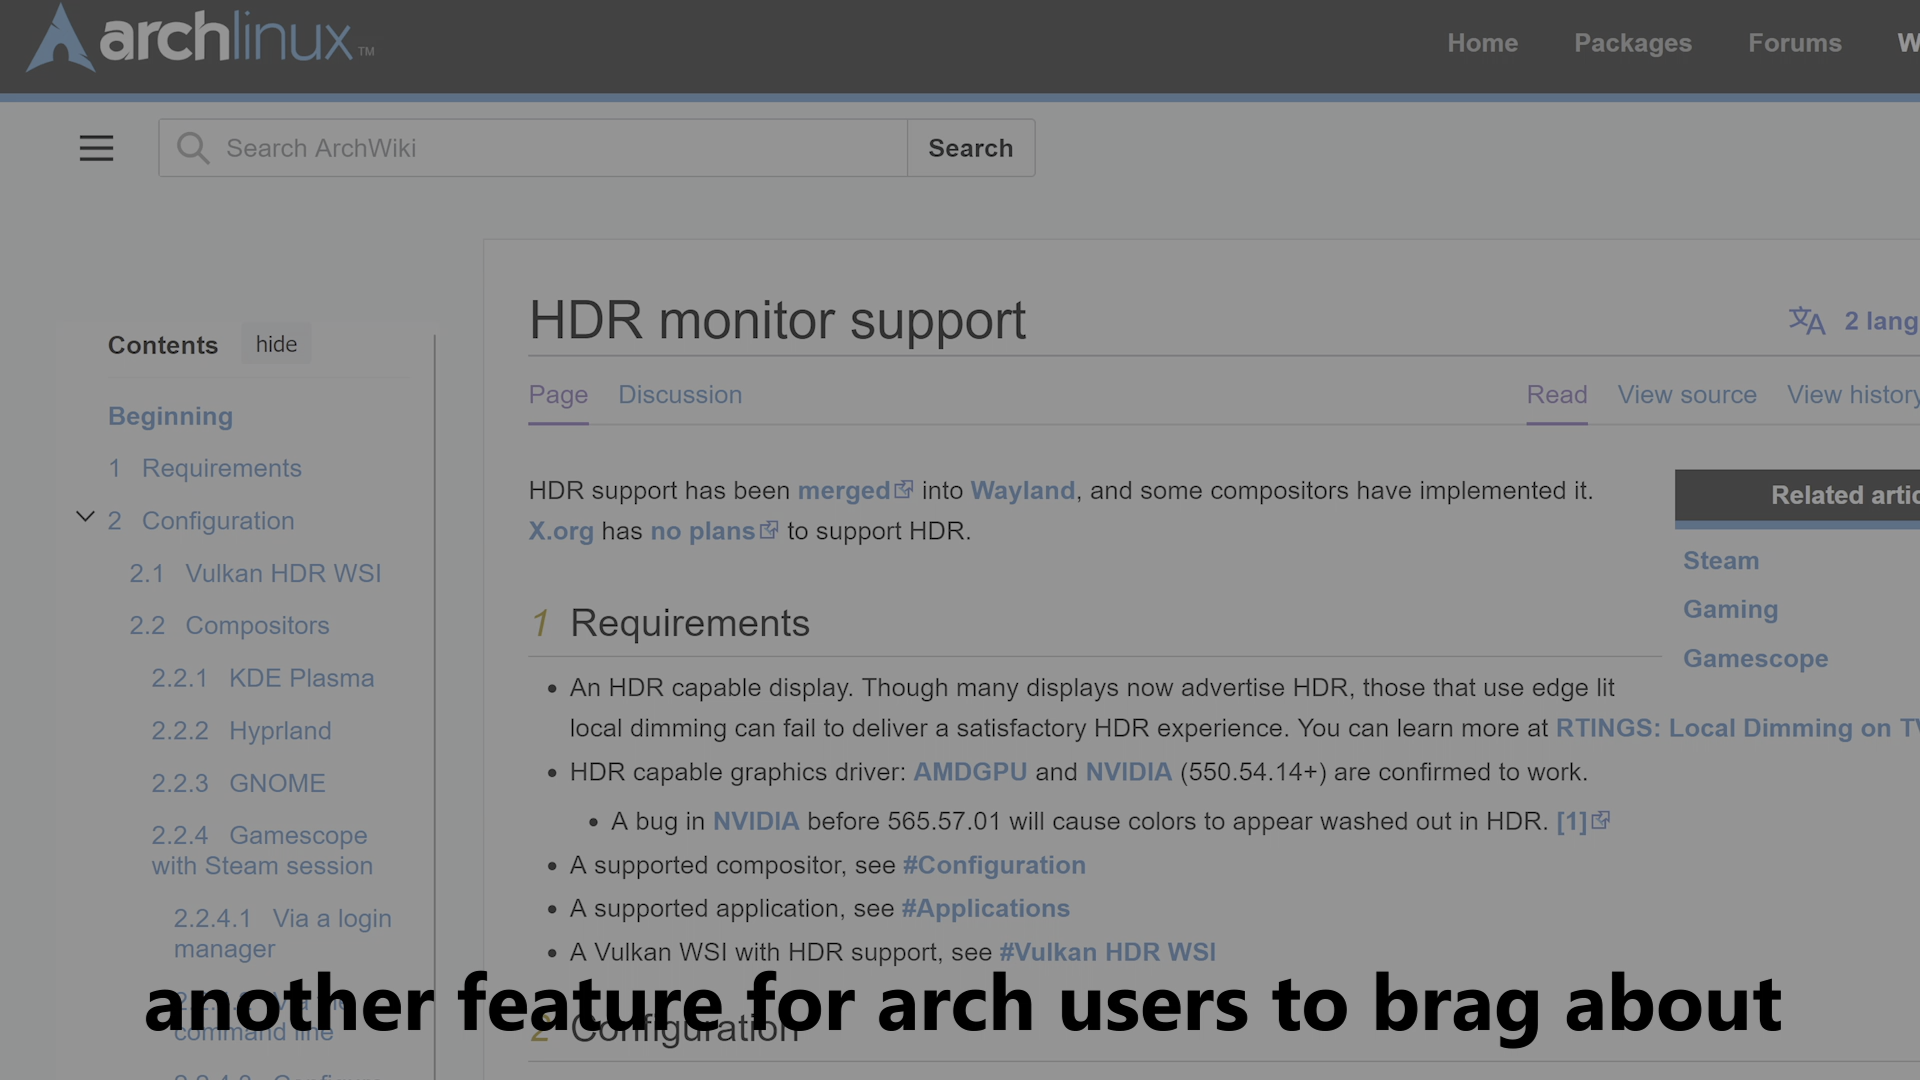 archlinux™
Home Packages Forums W
Search ArchWiki Search
Contents hide
Beginning
1 Requirements
2 Configuration
2.1 Vulkan HDR WSI
2.2 Compositors
2.2.1 KDE Plasma
2.2.2 Hyprland
2.2.3 GNOME
2.2.4 Gamescope
with Steam session
2.2.4.1 Via a login
manager
command line
HDR monitor support
2 lang
Page Discussion Read View source View history
HDR support has been merged into Wayland, and some compositors have implemented it.
X.org has no plans to support HDR.
Related artic
Steam
Gaming
Gamescope
1 Requirements
• An HDR capable display. Though many displays now advertise HDR, those that use edge lit
local dimming can fail to deliver a satisfactory HDR experience. You can learn more at RTINGS: Local Dimming on TV
• HDR capable graphics driver: AMDGPU and NVIDIA (550.54.14+) are confirmed to work.
• A bug in NVIDIA before 565.57.01 will cause colors to appear washed out in HDR. [1]
• A supported compositor, see #Configuration
• A supported application, see #Applications
• A Vulkan WSI with HDR support, see #Vulkan HDR WSI
2 Configuration
another feature for arch users to brag about